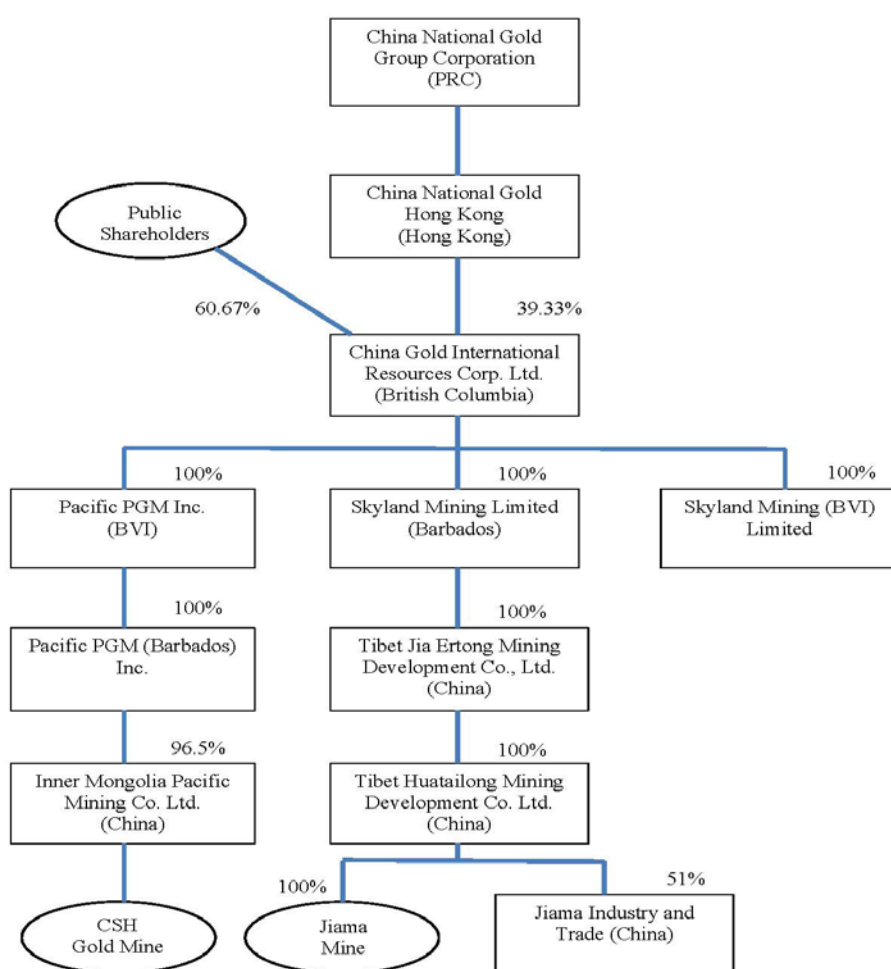 China National Gold
Group Corporation
(PRC)
China National Gold
Hong Kong
(Hong Kong)
Public
Shareholders
60.67%
39.33%
China Gold International
Resources Corp. Ltd.
(British Columbia)
100%
100%
100%
Pacific PGM Inc.
(BVI)
Skyland Mining Limited
(Barbados)
Skyland Mining (BVI)
Limited
100%
100%
Pacific PGM (Barbados)
Inc.
Tibet Jia Ertong Mining
Development Co., Ltd.
(China)
96.5%
100%
Inner Mongolia Pacific
Mining Co. Ltd.
(China)
Tibet Huatailong Mining
Development Co. Ltd.
(China)
100%
51%
CSH
Gold Mine
Jiama
Mine
Jiama Industry and
Trade (China)